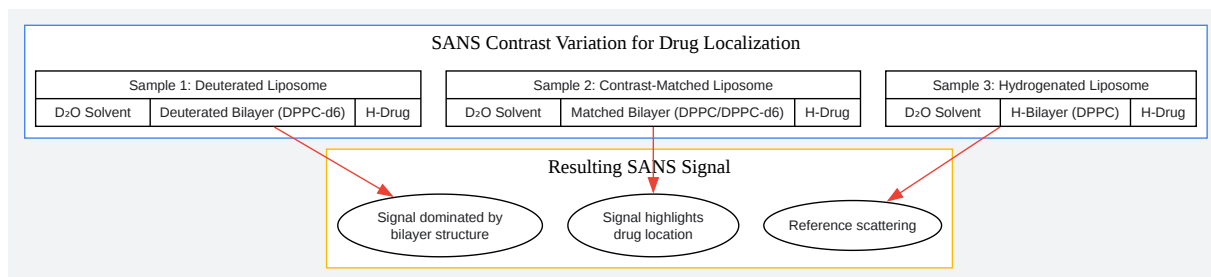 SANS Contrast Variation for Drug Localization
Sample 1: Deuterated Liposome
D₂O Solvent
Deuterated Bilayer (DPPC-d6)
H-Drug
Sample 2: Contrast-Matched Liposome
D₂O Solvent
Matched Bilayer (DPPC/DPPC-d6)
H-Drug
Sample 3: Hydrogenated Liposome
D₂O Solvent
H-Bilayer (DPPC)
H-Drug
Resulting SANS Signal
Signal dominated by
bilayer structure
Signal highlights
drug location
Reference scattering